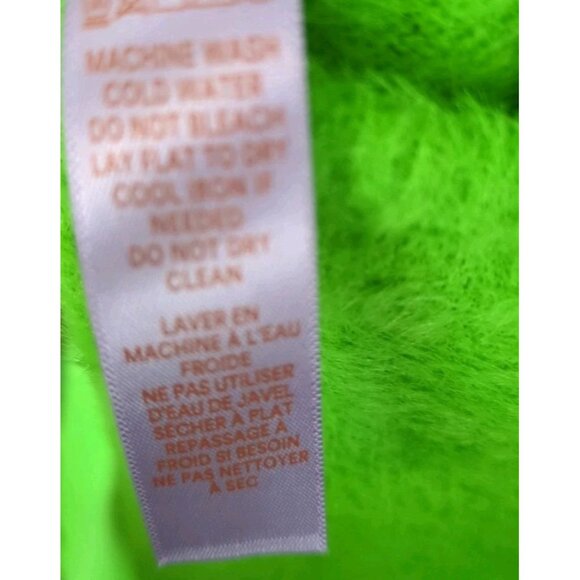 MACHINE WASH
COLD WATER
DO NOT BLEACH
LAY FLAT TO DRY
COOL IRON IF
NEEDED
DO NOT DRY
CLEAN
LAVER EN
MACHINE À L'EAU
FROIDE
NE PAS UTILISER
D'EAU DE JAVEL
SÉCHER À PLAT
REPASSAGE À
FROID SI BESOIN
NE PAS NETTOYER
À SEC